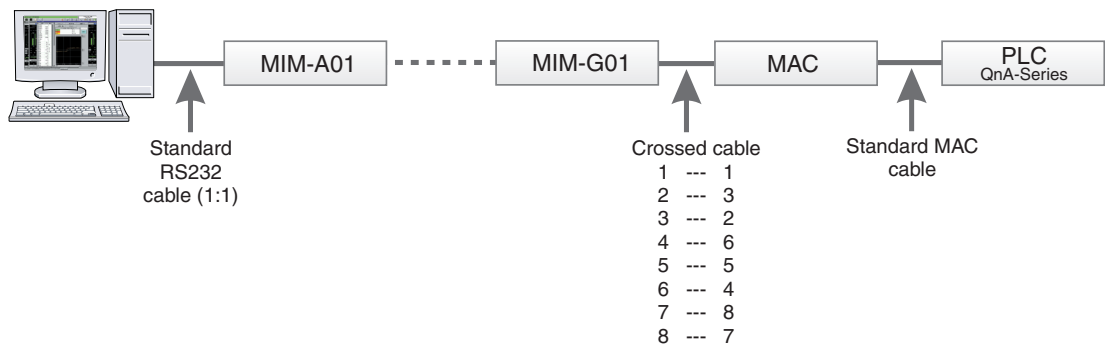 MIM-A01
MIM-G01
MAC
PLC
QnA-Series
Standard
RS232
cable (1:1)
Crossed cable
1 --- 1
2 --- 3
3 --- 2
4 --- 6
5 --- 5
6 --- 4
7 --- 8
8 --- 7
Standard MAC
cable